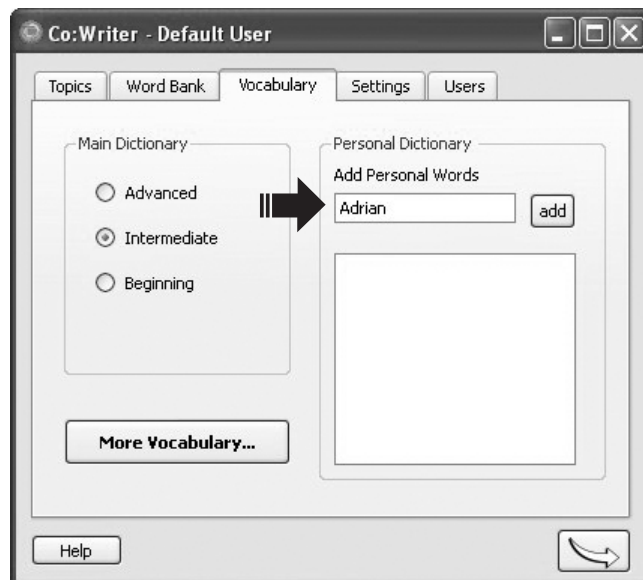 Co:Writer - Default User
Topics Word Bank Vocabulary Settings Users
Main Dictionary
Advanced
Intermediate
Beginning
More Vocabulary...
Personal Dictionary
Add Personal Words
Adrian add
Help